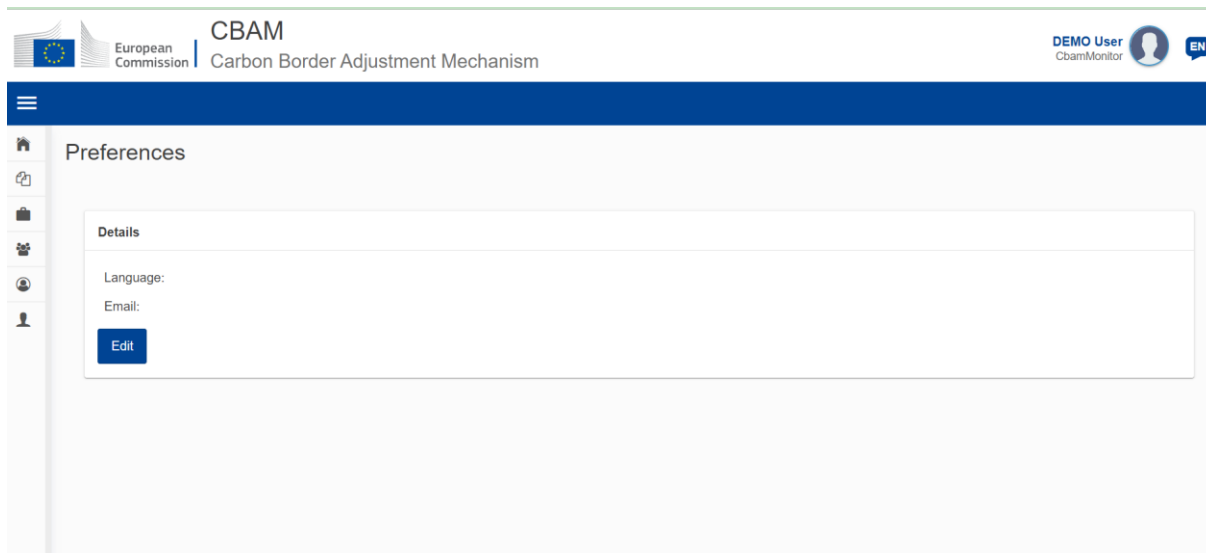 CBAM
European
Commission
Carbon Border Adjustment Mechanism
DEMO User
CbamMonitor
EN
Preferences
Details
Language:
Email:
Edit